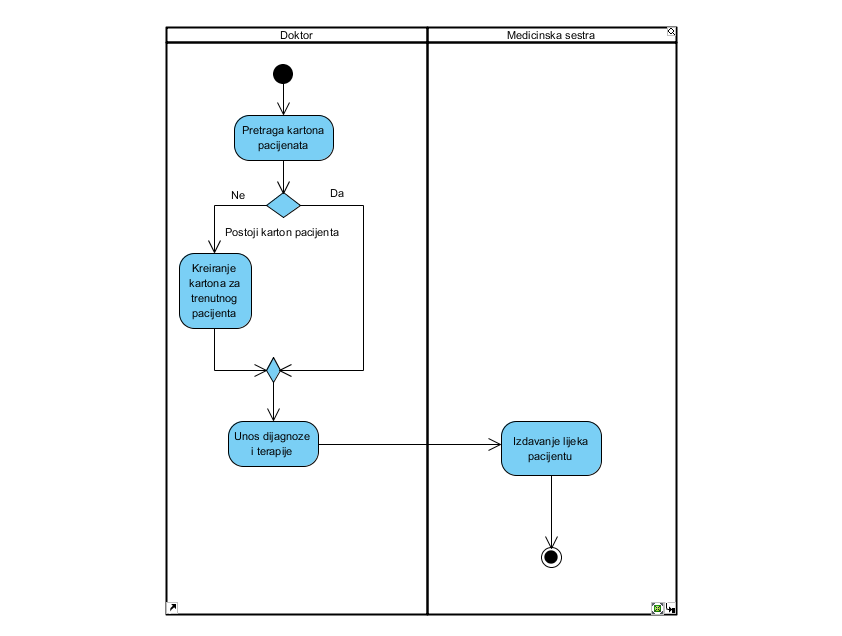 Doktor
Medicinska sestra
Pretraga kartona
pacijenata
Ne
Da
Postoji karton pacijenta
Kreiranje
kartona za
trenutnog
pacijenta
Unos dijagnoze
i terapije
Izdavanje lijeka
pacijentu